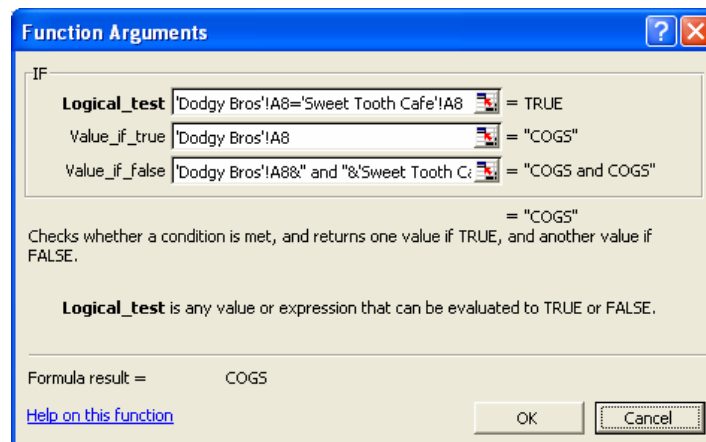 Function Arguments
IF
Logical_test 'Dodgy Bros'!A8='Sweet Tooth Cafe'!A8 = TRUE
Value_if_true 'Dodgy Bros'!A8 = "COGS"
Value_if_false 'Dodgy Bros'!A8&" and "&'Sweet Tooth Ca = "COGS and COGS"
= "COGS"
Checks whether a condition is met, and returns one value if TRUE, and another value if
FALSE.
Logical_test is any value or expression that can be evaluated to TRUE or FALSE.
Formula result = COGS
Help on this function OK Cancel